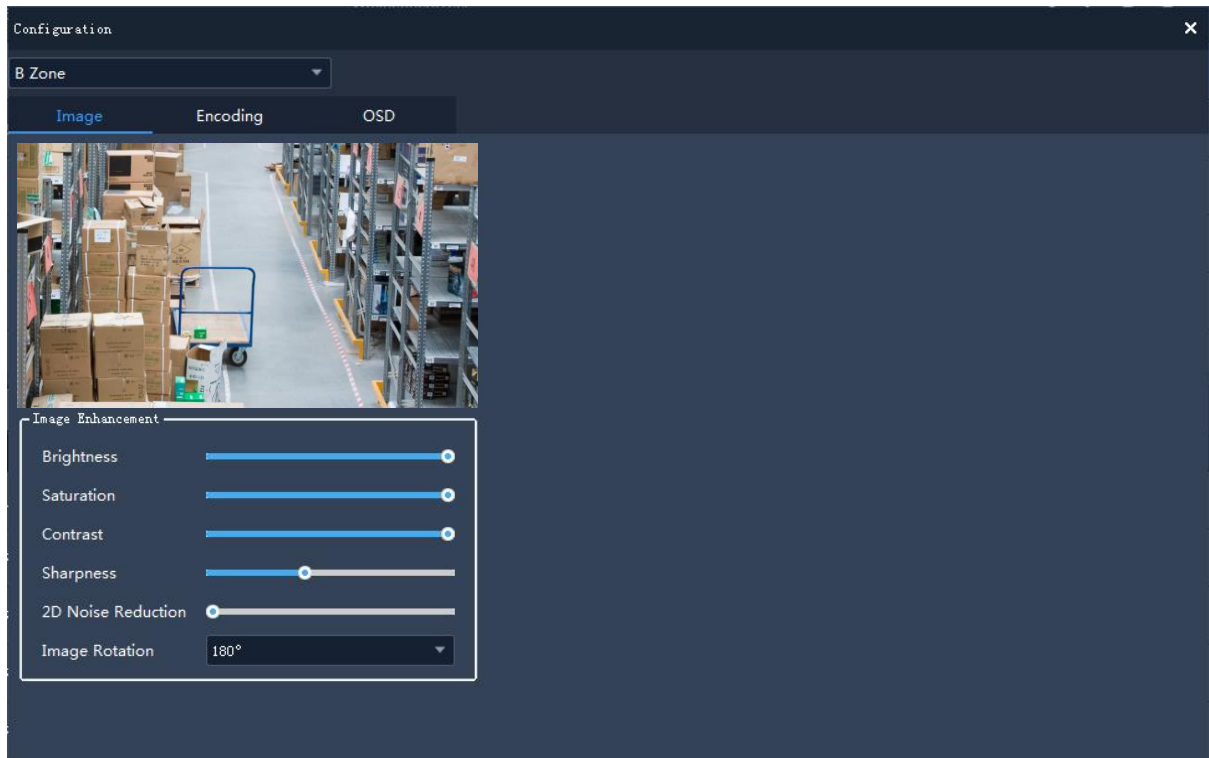 Configuration
B Zone
Image Encoding OSD
Image Enhancement
Brightness
Saturation
Contrast
Sharpness
2D Noise Reduction
Image Rotation 180°